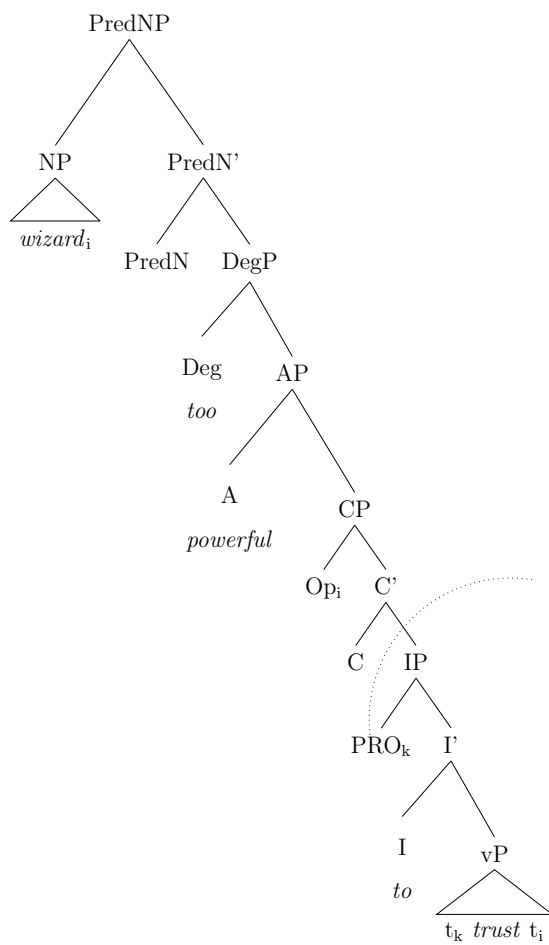 PredNP
NP PredN'
wizardi
PredN DegP
Deg AP
too
A CP
powerful
Opi C'
C IP
PROk I'
I vP
to
tk trust ti